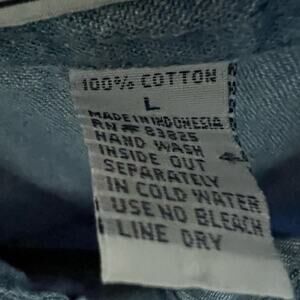 100% COTTON
L
MADE IN INDONESIA
RN # 83825
HAND WASH
INSIDE OUT
SEPARATELY
IN COLD WATER
USE NO BLEACH
LINE DRY